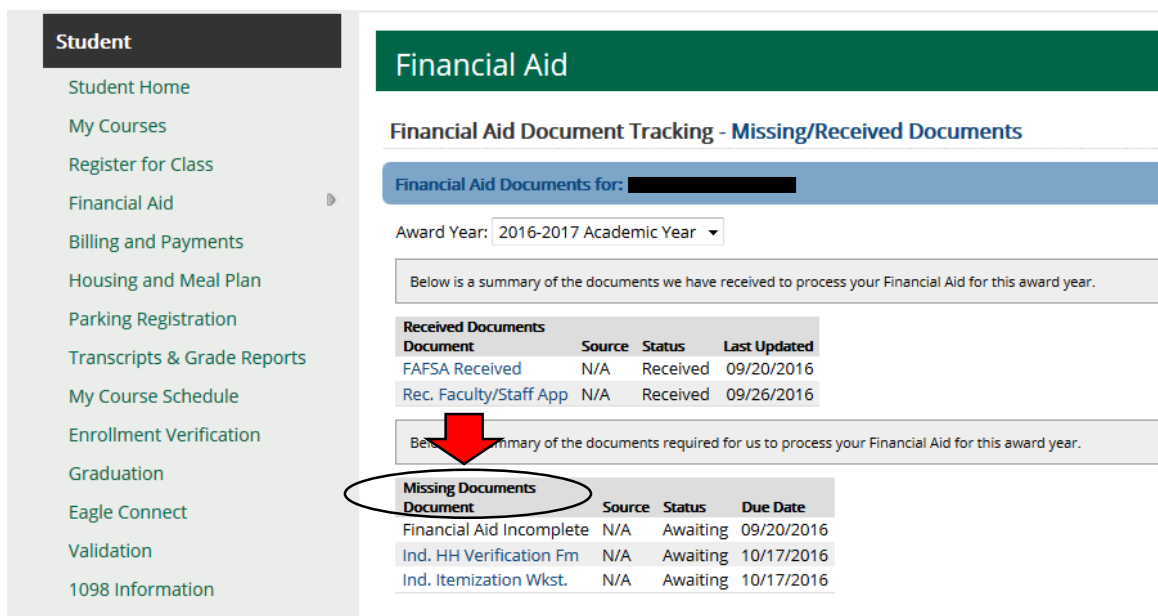 Student
Student Home
My Courses
Register for Class
Financial Aid
Billing and Payments
Housing and Meal Plan
Parking Registration
Transcripts & Grade Reports
My Course Schedule
Enrollment Verification
Graduation
Eagle Connect
Validation
1098 Information
Financial Aid
Financial Aid Document Tracking - Missing/Received Documents
Financial Aid Documents for:
Award Year: 2016-2017 Academic Year
Below is a summary of the documents we have received to process your Financial Aid for this award year.
Received Documents
Document Source Status Last Updated
FAFSA Received N/A Received 09/20/2016
Rec. Faculty/Staff App N/A Received 09/26/2016
of the documents required for us to process your Financial Aid for this award year.
Missing Documents
Document Source Status Due Date
Financial Aid Incomplete N/A Awaiting 09/20/2016
Ind. HH Verification Fm N/A Awaiting 10/17/2016
Ind. Itemization Wkst. N/A Awaiting 10/17/2016